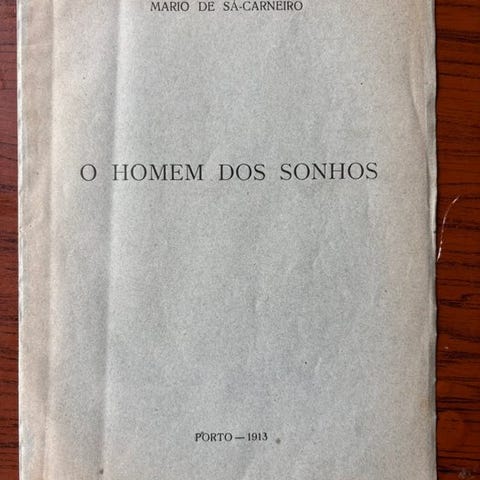 MARIO DE SÁ-CARNEIRO
O HOMEM DOS SONHOS
PORTO — 1913